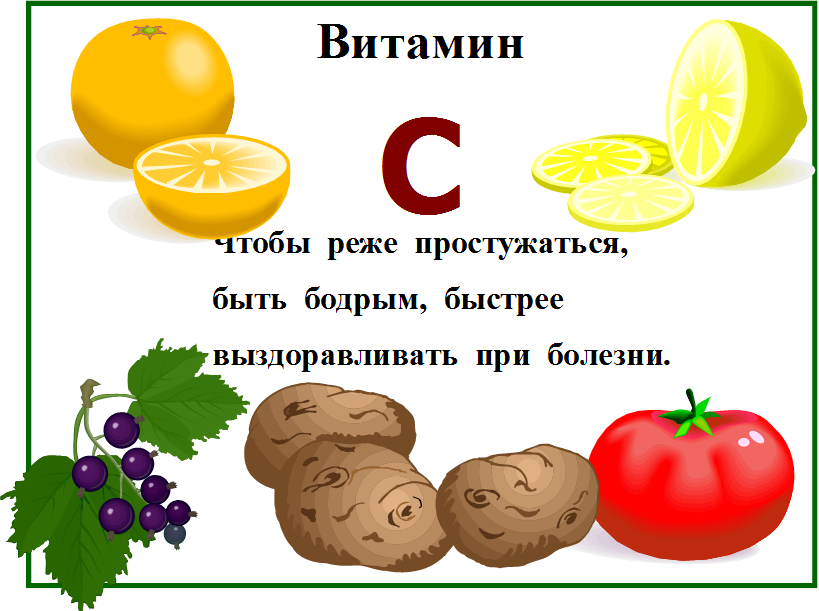 Витамин
С
Чтобы реже простужаться,
быть бодрым, быстрее
выздоравливать при болезни.